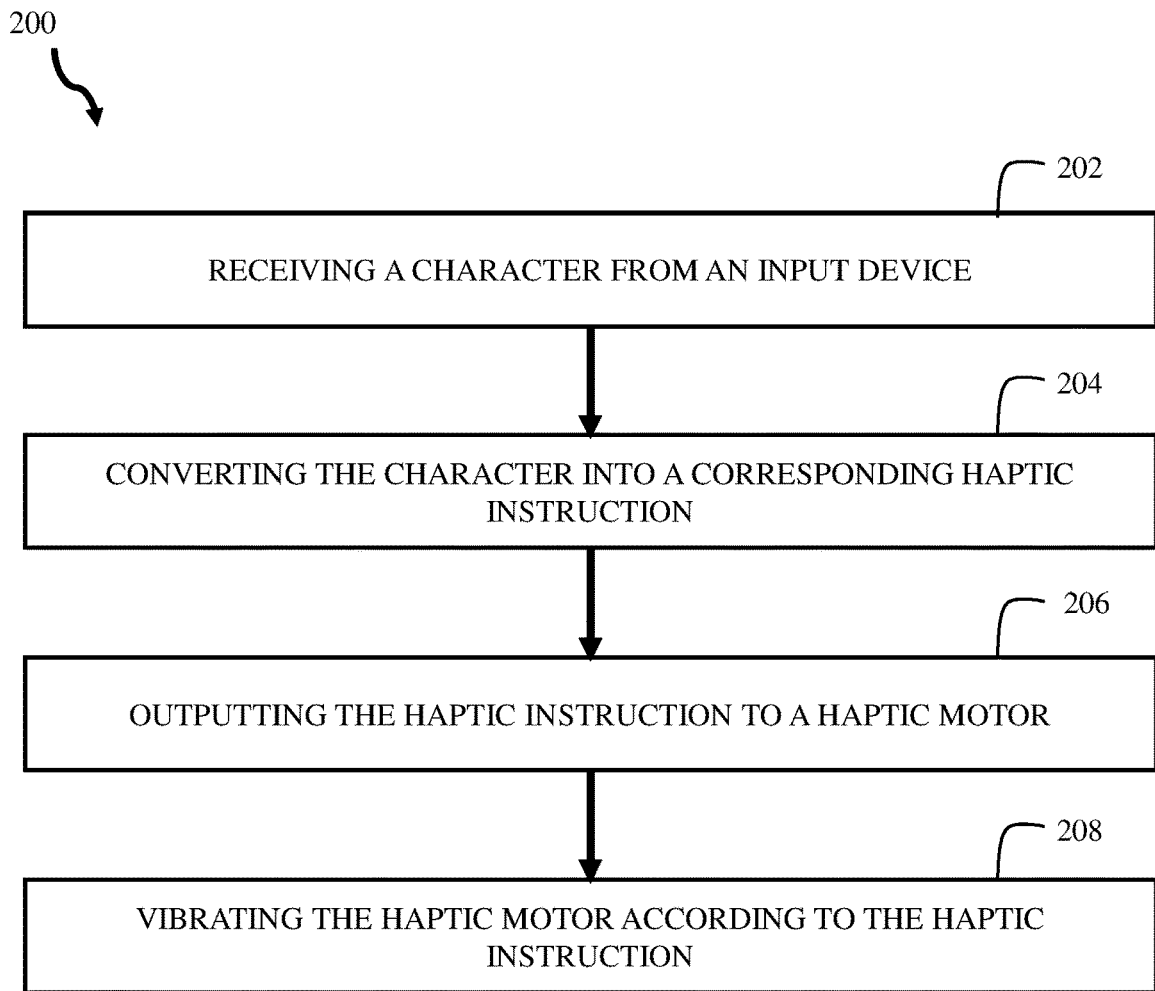 200
202
RECEIVING A CHARACTER FROM AN INPUT DEVICE
204
CONVERTING THE CHARACTER INTO A CORRESPONDING HAPTIC
INSTRUCTION
206
OUTPUTTING THE HAPTIC INSTRUCTION TO A HAPTIC MOTOR
208
VIBRATING THE HAPTIC MOTOR ACCORDING TO THE HAPTIC
INSTRUCTION